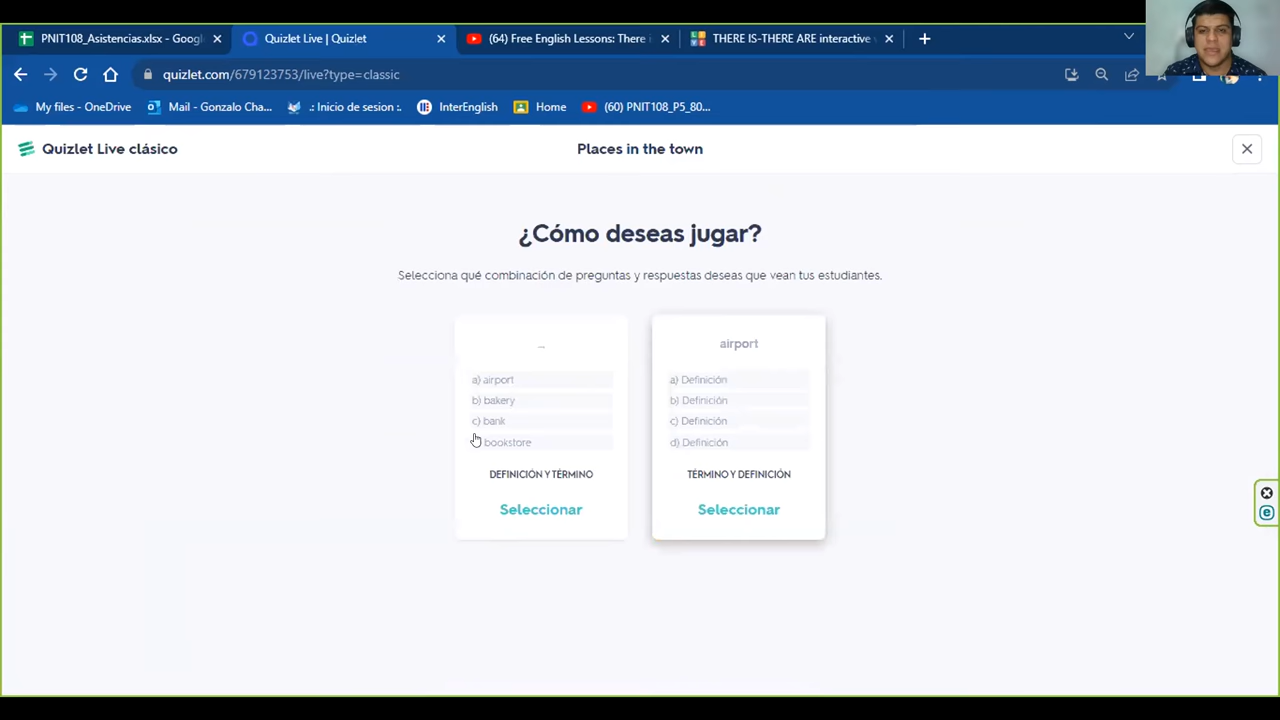 PNIT108_Asistencias.xlsx - Google
Quizlet Live | Quizlet
(64) Free English Lessons: There i
THERE IS-THERE ARE interactive
quizlet.com/679123753/live?type=classic
My files - OneDrive
Mail - Gonzalo Cha...
.: Inicio de sesion :.
InterEnglish
Home
(60) PNIT108_P5_80...
Quizlet Live clásico
Places in the town
¿Cómo deseas jugar?
Selecciona qué combinación de preguntas y respuestas deseas que vean tus estudiantes.
...
a) airport
b) bakery
c) bank
bookstore
DEFINICIÓN Y TÉRMINO
Seleccionar
airport
a) Definición
b) Definición
c) Definición
d) Definición
TÉRMINO Y DEFINICIÓN
Seleccionar